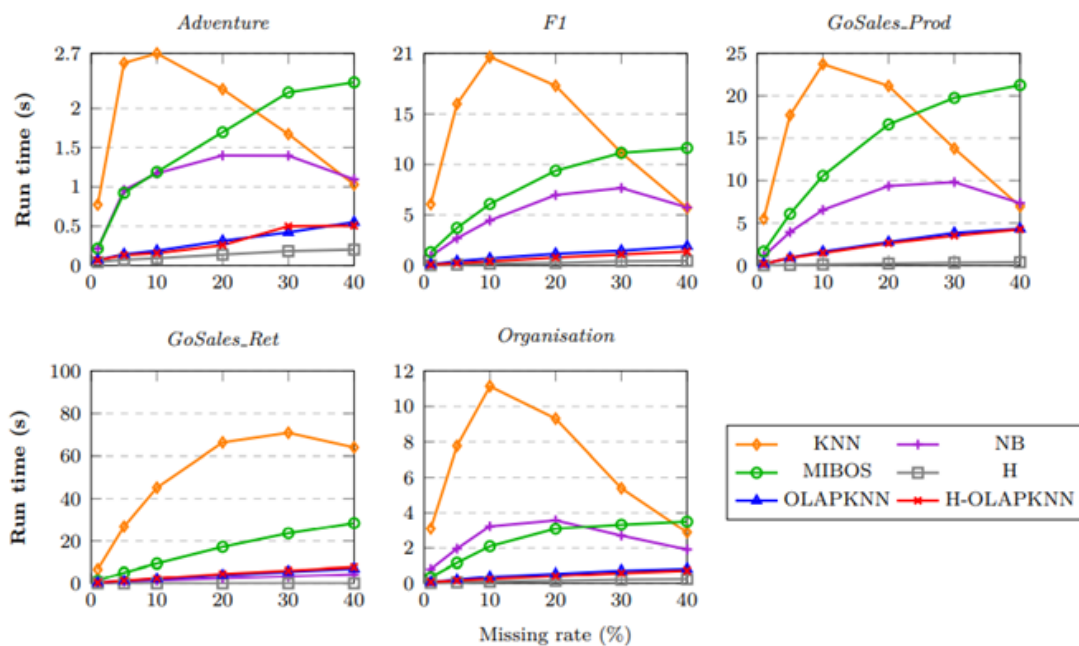 Adventure
F1
GoSales_Prod
Run time (s)
2.7
2
1.5
1
0.5
0
0 10 20 30 40
21
15
10
5
0
0 10 20 30 40
25
20
15
10
5
0
0 10 20 30 40
GoSales_Ret
Organisation
Run time (s)
100
80
60
40
20
0
0 10 20 30 40
12
10
8
6
4
2
0
0 10 20 30 40
KNN NB
MIBOS H
OLAPKNN H-OLAPKNN
Missing rate (%)